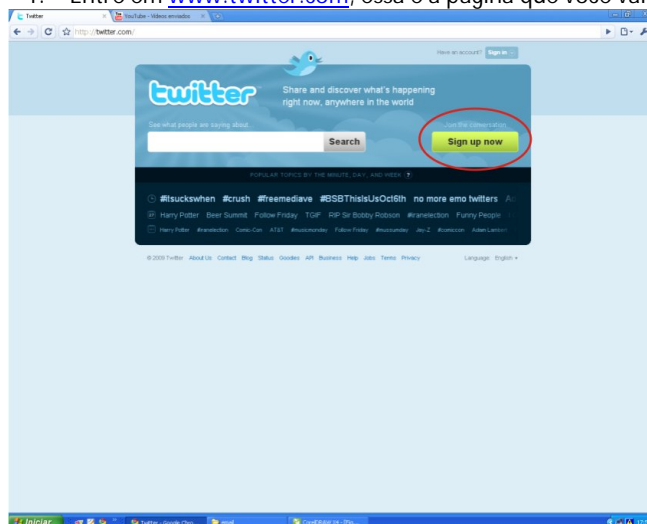 1. Entre em www.twitter.com, essa é a página que você vai
Twitter
YouTube - Vídeos enviados
http://twitter.com/
Have an account? Sign in
twitter
Share and discover what's happening
right now, anywhere in the world
See what people are saying about...
Join the conversation
Search
Sign up now
POPULAR TOPICS BY THE MINUTE, DAY, AND WEEK ?
#itsuckswhen #crush #freemediave #BSBThisIsUsOct6th no more emo twitters
Harry Potter Beer Summit Follow Friday TGIF RIP Sir Bobby Robson #iranelection Funny People
Harry Potter #iranelection Comic-Con AT&T #musicmonday Follow Friday #musicmonday Jay-Z #comiccon Adam Lambert
© 2009 Twitter About Us Contact Blog Status Goodies API Business Help Jobs Terms Privacy
Language: English
Iniciar
Twitter - Google Chro...
email